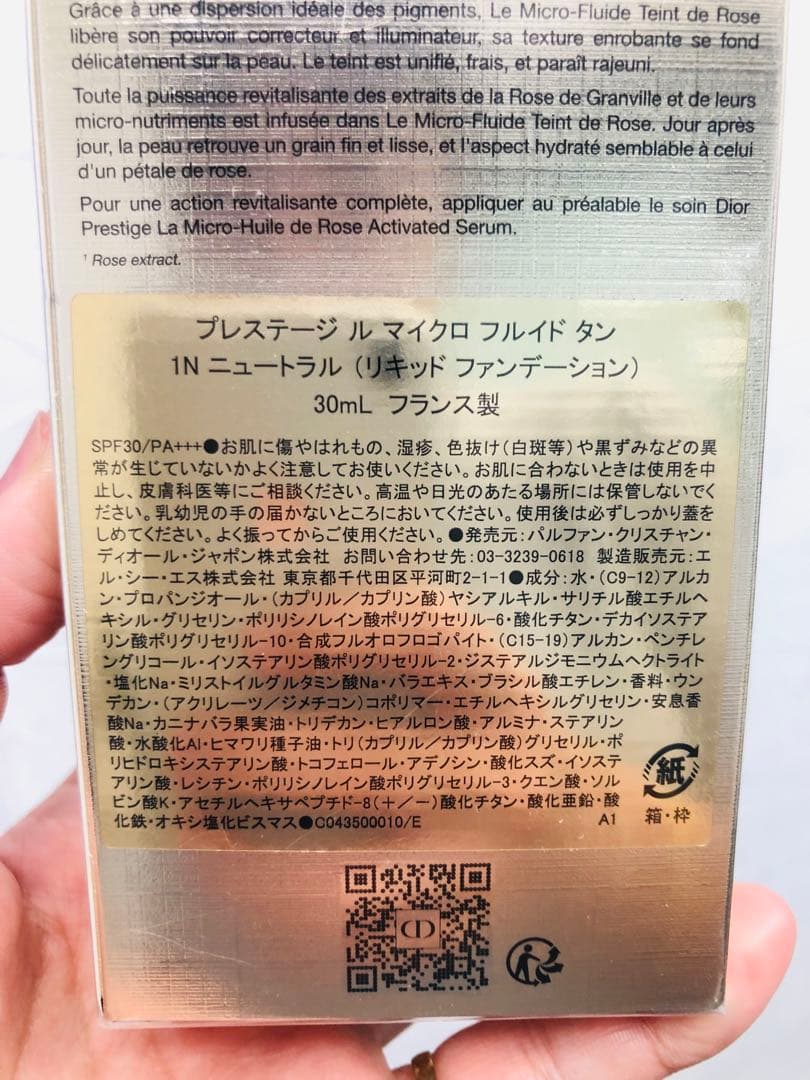 Grâce à une dispersion idéale des pigments, Le Micro-Fluide Teint de Rose
libère son pouvoir correcteur et illuminateur, sa texture enrobante se fond
délicatement sur la peau. Le teint est unifié, frais, et paraît rajeuni.
Toute la puissance revitalisante des extraits de la Rose de Granville et de leurs
micro-nutriments est infusée dans Le Micro-Fluide Teint de Rose. Jour après
jour, la peau retrouve un grain fin et lisse, et l'aspect hydraté semblable à celui
d'un pétale de rose.
Pour une action revitalisante complète, appliquer au préalable le soin Dior
Prestige La Micro-Huile de Rose Activated Serum.
¹ Rose extract.
プレステージ ル マイクロ フルイド タン
1N ニュートラル (リキッド ファンデーション)
30mL フランス製
SPF30/PA+++●お肌に傷やはれもの、湿疹、色抜け(白斑等)や黒ずみなどの異
常が生じていないかよく注意してお使いください。お肌に合わないときは使用を中
止し、皮膚科医等にご相談ください。高温や日光のあたる場所には保管しないでく
ださい。乳幼児の手の届かないところにおいてください。使用後は必ずしっかり蓋を
しめてください。よく振ってからご使用ください。●発売元:パルファン・クリスチャン・
ディオール・ジャポン株式会社 お問い合わせ先:03-3239-0618 製造販売元:エ
ル・シー・エス株式会社 東京都千代田区平河町2-1-1●成分:水・(C9-12)アルカ
ン・プロパンジオール・(カプリル/カプリン酸)ヤシアルキル・サリチル酸エチルヘ
キシル・グリセリン・ポリリシノレイン酸ポリグリセリル-6・酸化チタン・デカイソステア
リン酸ポリグリセリル-10・合成フルオロフロゴパイト・(C15-19)アルカン・ペンチレ
ングリコール・イソステアリン酸ポリグリセリル-2・ジステアルジモニウムヘクトライト
・塩化Na・ミリストイルグルタミン酸Na・バラエキス・ブラシル酸エチレン・香料・ウン
デカン・(アクリレーツ/ジメチコン)コポリマー・エチルヘキシルグリセリン・安息香
酸Na・カニナバラ果実油・トリデカン・ヒアルロン酸・アルミナ・ステアリン
酸・水酸化Al・ヒマワリ種子油・トリ(カプリル/カプリン酸)グリセリル・ポ
リヒドロキシステアリン酸・トコフェロール・アデノシン・酸化スズ・イソステ
アリン酸・レシチン・ポリリシノレイン酸ポリグリセリル-3・クエン酸・ソル
ビン酸K・アセチルヘキサペプチド-8(+/-)酸化チタン・酸化亜鉛・酸
化鉄・オキシ塩化ビスマス●C043500010/E A1
紙
箱・枠
CD